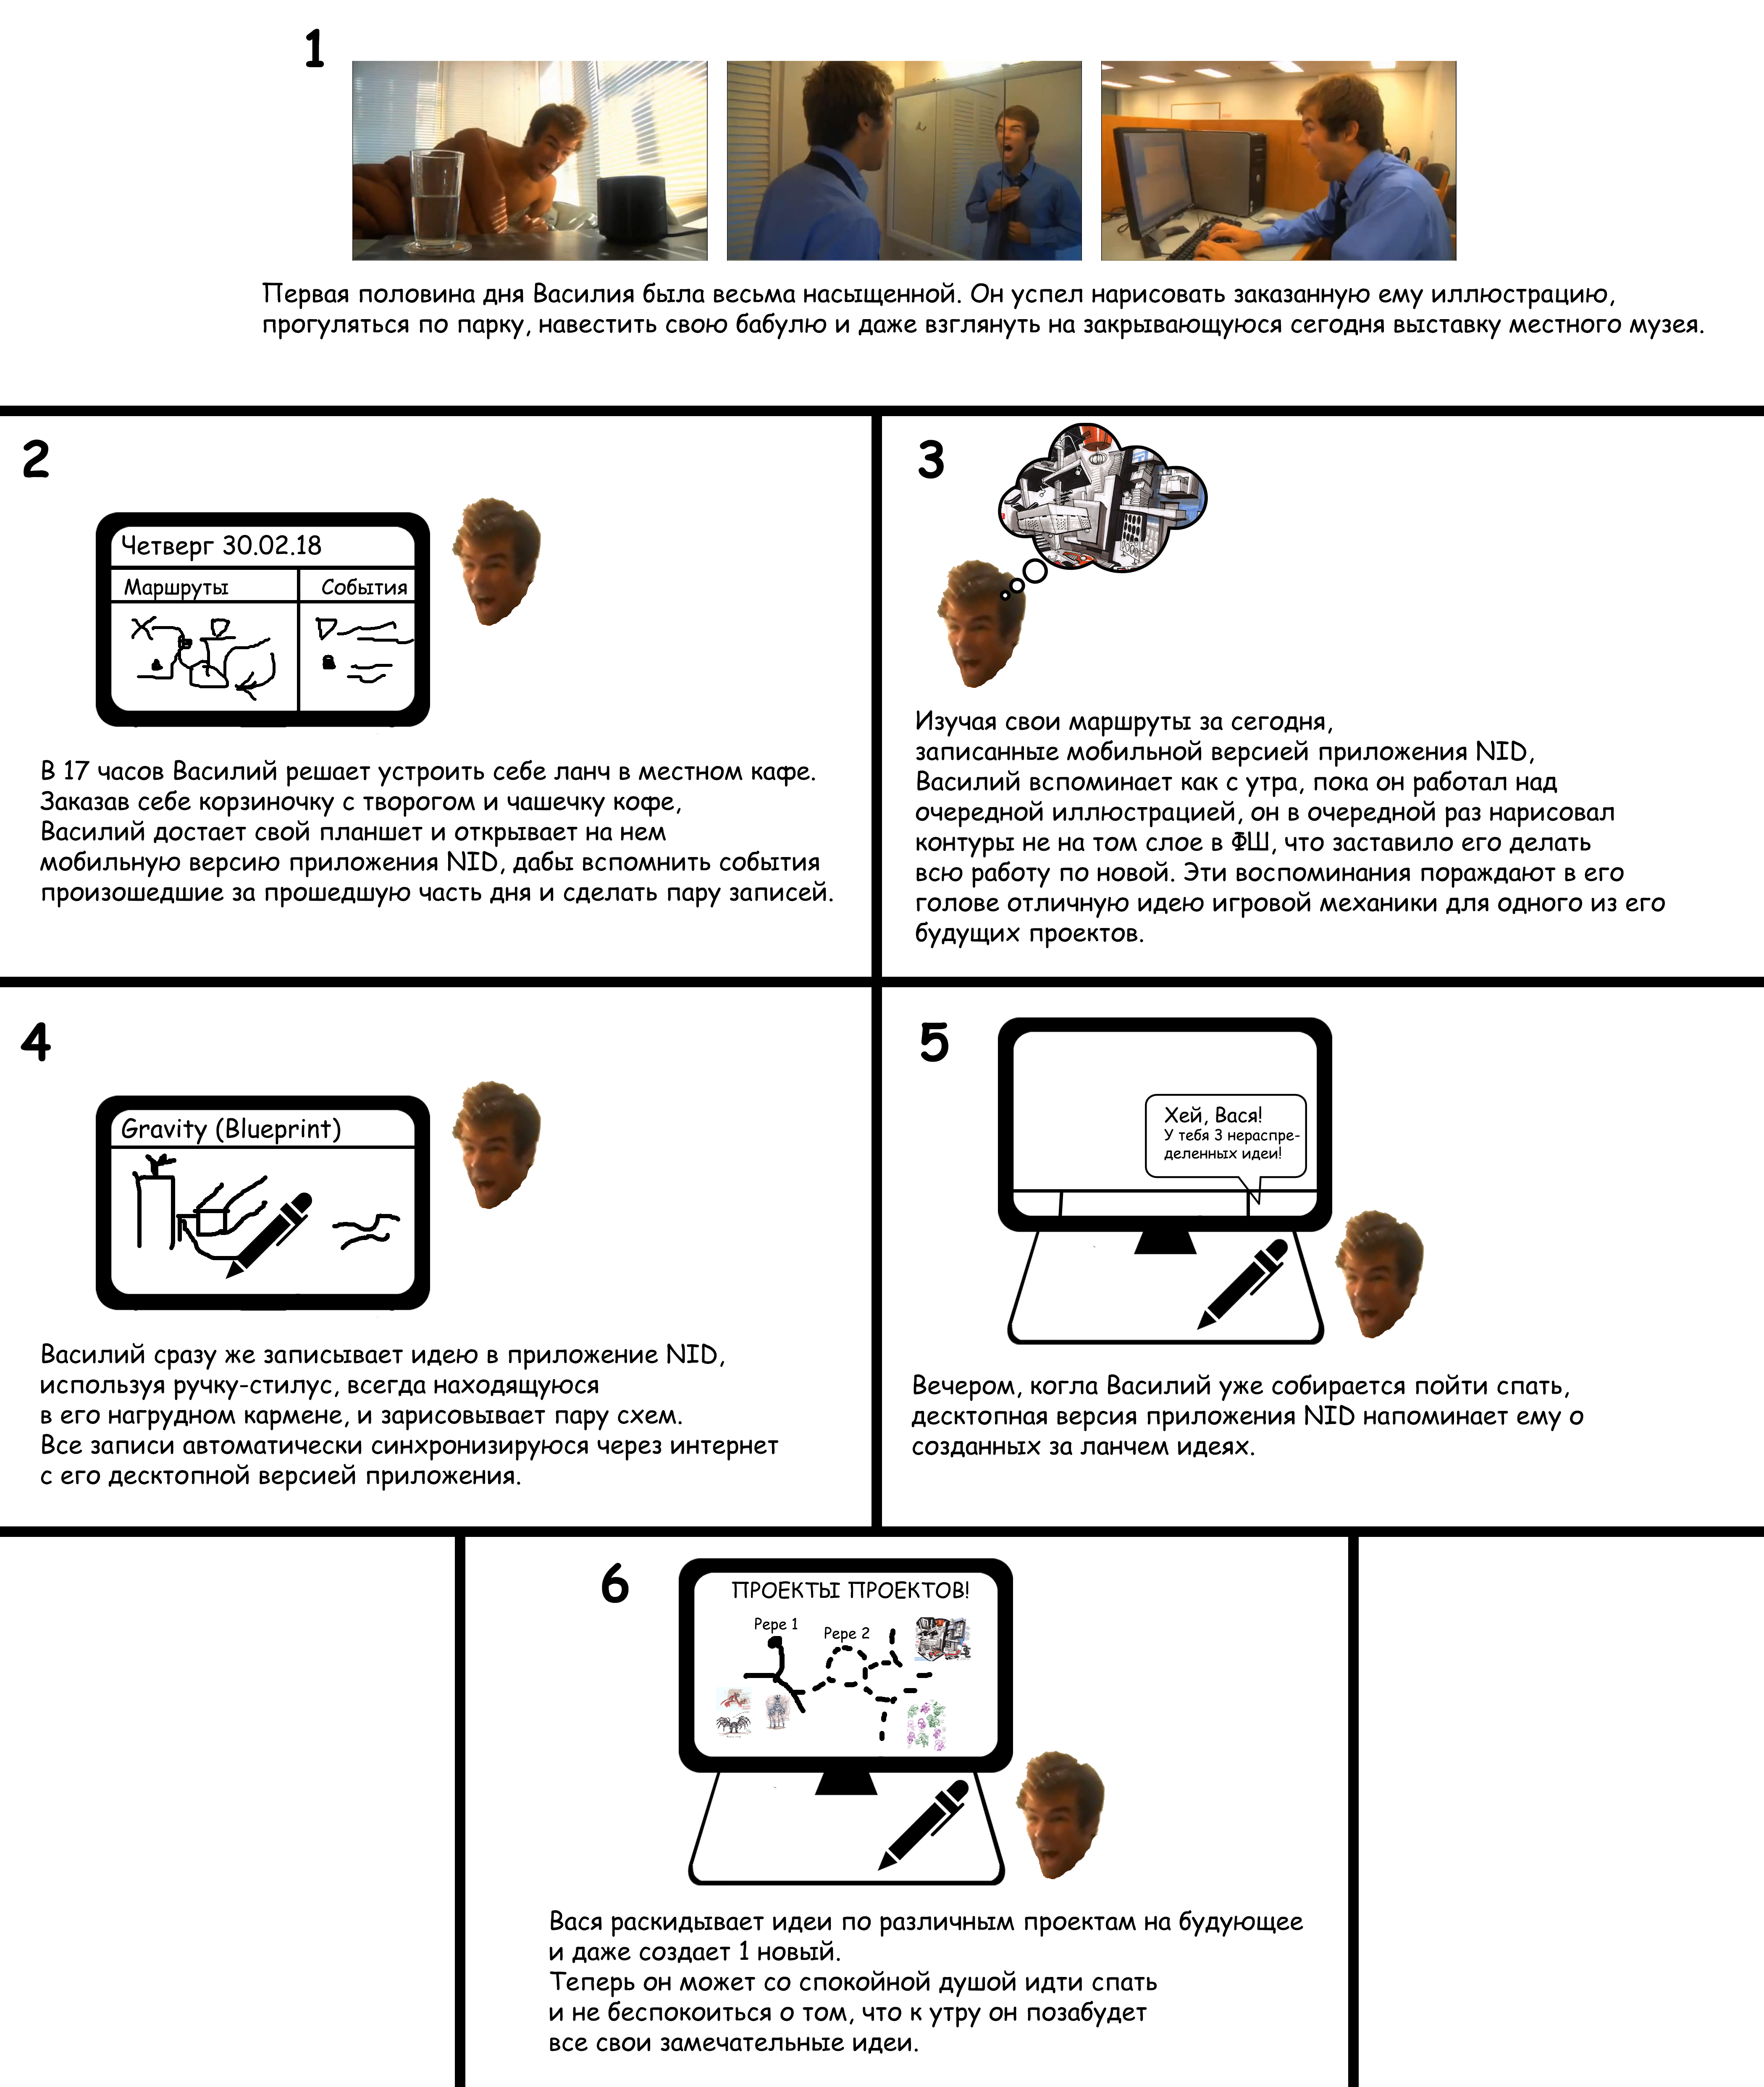 1
Первая половина дня Василия была весьма насыщенной. Он успел нарисовать заказанную ему иллюстрацию,
прогуляться по парку, навестить свою бабулю и даже взглянуть на закрывающуюся сегодня выставку местного музея.
2
Четверг 30.02.18
Маршруты
События
В 17 часов Василий решает устроить себе ланч в местном кафе.
Заказав себе корзиночку с творогом и чашечку кофе,
Василий достает свой планшет и открывает на нем
мобильную версию приложения NID, дабы вспомнить события
произошедшие за прошедшую часть дня и сделать пару записей.
3
Изучая свои маршруты за сегодня,
записанные мобильной версией приложения NID,
Василий вспоминает как с утра, пока он работал над
очередной иллюстрацией, он в очередной раз нарисовал
контуры не на том слое в ФШ, что заставило его делать
всю работу по новой. Эти воспоминания пораждают в его
голове отличную идею игровой механики для одного из его
будущих проектов.
4
Gravity (Blueprint)
Василий сразу же записывает идею в приложение NID,
используя ручку-стилус, всегда находящуюся
в его нагрудном кармене, и зарисовывает пару схем.
Все записи автоматически синхронизируюся через интернет
с его десктопной версией приложения.
5
Хей, Вася!
У тебя 3 нераспре-
деленных идеи!
Вечером, когла Василий уже собирается пойти спать,
десктопная версия приложения NID напоминает ему о
созданных за ланчем идеях.
6
ПРОЕКТЫ ПРОЕКТОВ!
Pepe 1
Pepe 2
Вася раскидывает идеи по различным проектам на будующее
и даже создает 1 новый.
Теперь он может со спокойной душой идти спать
и не беспокоиться о том, что к утру он позабудет
все свои замечательные идеи.